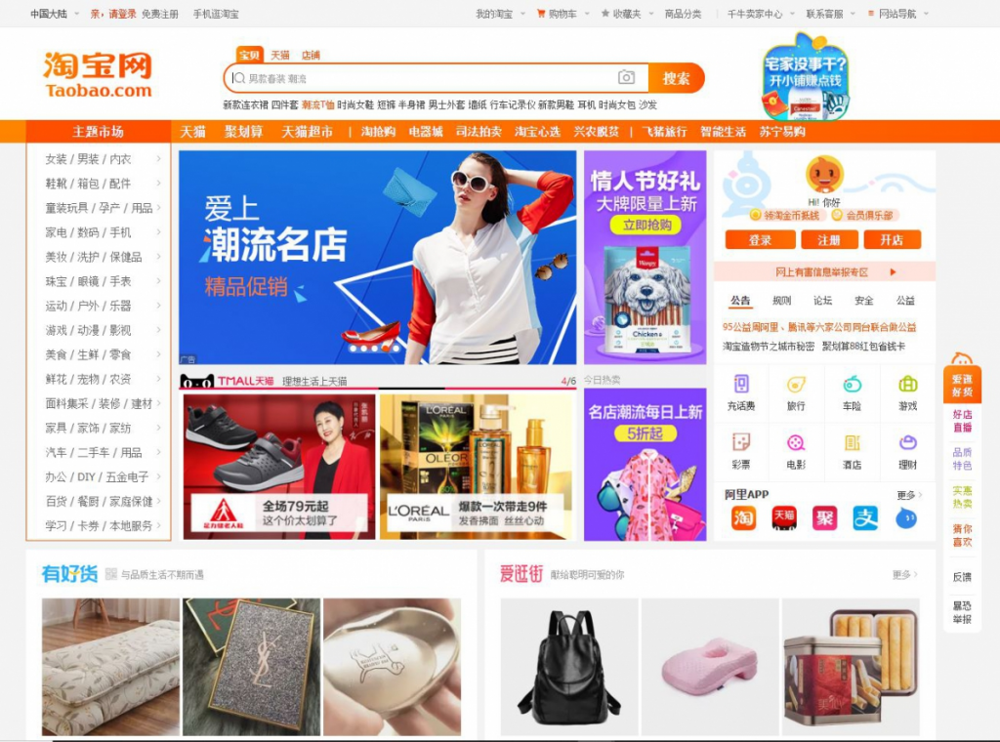 中国大陆 亲,请登录 免费注册 手机逛淘宝
我的淘宝 购物车 收藏夹 商品分类 千牛卖家中心 联系客服 网站导航
淘宝网
Taobao.com
宝贝 天猫 店铺
男款春装 潮流
搜索
新款连衣裙 四件套 潮流T恤 时尚女鞋 短裤 半身裙 男士外套 墙纸 行车记录仪 新款男鞋 耳机 时尚女包 沙发
宅家没事干?
开小铺赚点钱
主题市场
天猫 聚划算 天猫超市 | 淘抢购 电器城 司法拍卖 淘宝心选 兴农脱贫 | 飞猪旅行 智能生活 苏宁易购
女装 / 男装 / 内衣
鞋靴 / 箱包 / 配件
童装玩具 / 孕产 / 用品
家电 / 数码 / 手机
美妆 / 洗护 / 保健品
珠宝 / 眼镜 / 手表
运动 / 户外 / 乐器
游戏 / 动漫 / 影视
美食 / 生鲜 / 零食
鲜花 / 宠物 / 农资
面料集采 / 装修 / 建材
家具 / 家饰 / 家纺
汽车 / 二手车 / 用品
办公 / DIY / 五金电子
百货 / 餐厨 / 家庭保健
学习 / 卡券 / 本地服务
爱上
潮流名店
精品促销
广告
TMALL天猫 理想生活上天猫
4/6
全场79元起
这个价太划算了
足力健老人鞋
L'ORÉAL
PARIS
L'ORÉAL
PARIS
爆款一次带走9件
发香拂面 丝丝心动
情人节好礼
大牌限量上新
立即抢购
Wanpy
Chicken
今日热卖
名店潮流每日上新
5折起
Hi! 你好
领淘金币抵钱 会员俱乐部
登录 注册 开店
网上有害信息举报专区
公告 规则 论坛 安全 公益
95公益周阿里、腾讯等六家公司同台联合做公益
淘宝造物节之城市秘密 聚划算88红包省钱卡
充话费 旅行 车险 游戏
彩票 电影 酒店 理财
阿里APP 更多
淘 天猫 聚 支
爱逛好货
好店直播
品质特色
实惠热卖
猜你喜欢
反馈
暴恐举报
有好货 与品质生活不期而遇
爱逛街 献给聪明可爱的你 更多